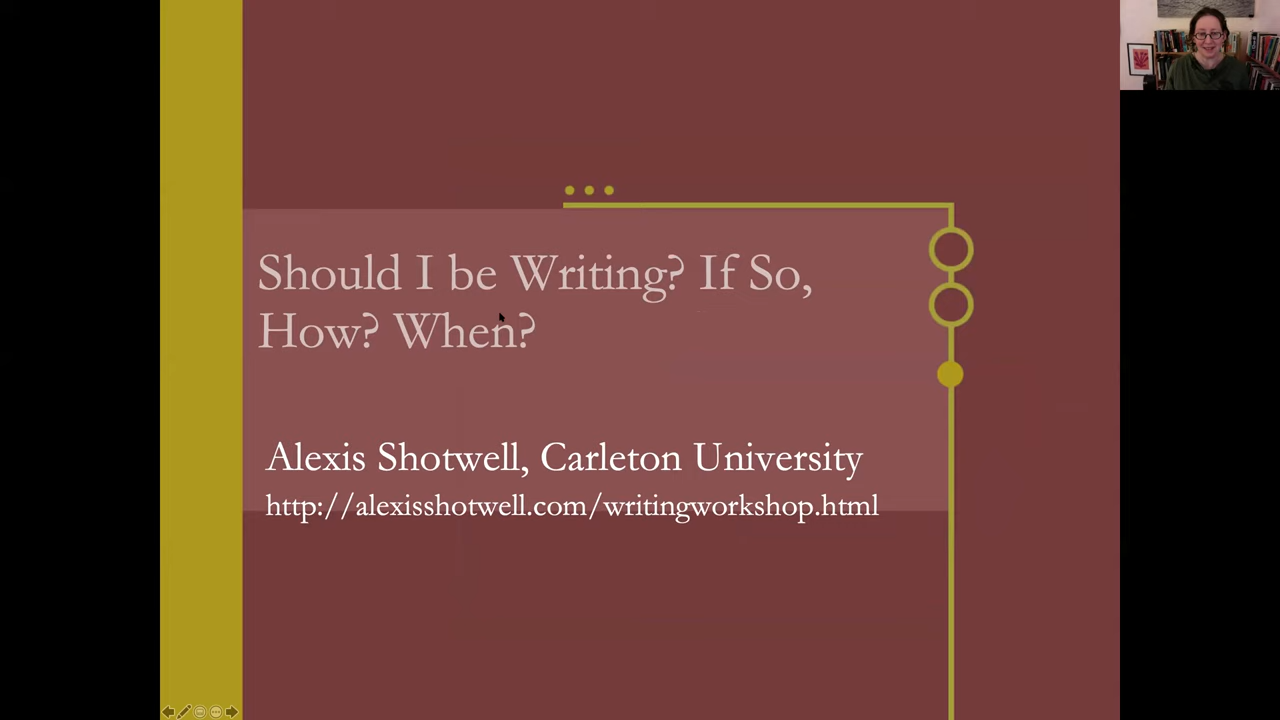 Should I be Writing? If So,
How? When?
Alexis Shotwell, Carleton University
http://alexisshotwell.com/writingworkshop.html